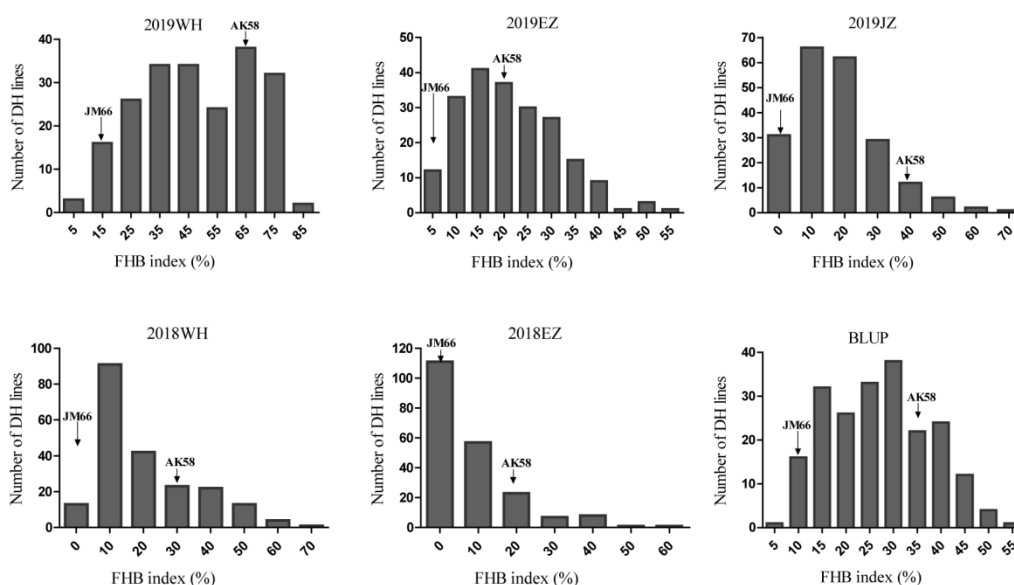 2019WH
Number of DH lines
40
30
20
10
0
JM66
AK58
5 15 25 35 45 55 65 75 85
FHB index (%)
2019EZ
Number of DH lines
50
40
30
20
10
0
JM66
AK58
5 10 15 20 25 30 35 40 45 50 55
FHB index (%)
2019JZ
Number of DH lines
70
60
50
40
30
20
10
0
JM66
AK58
0 10 20 30 40 50 60 70
FHB index (%)
2018WH
Number of DH lines
100
80
60
40
20
0
JM66
AK58
0 10 20 30 40 50 60 70
FHB index (%)
2018EZ
Number of DH lines
120
100
80
60
40
20
0
JM66
AK58
0 10 20 30 40 50 60
FHB index (%)
BLUP
Number of DH lines
40
30
20
10
0
JM66
AK58
5 10 15 20 25 30 35 40 45 50 55
FHB index (%)